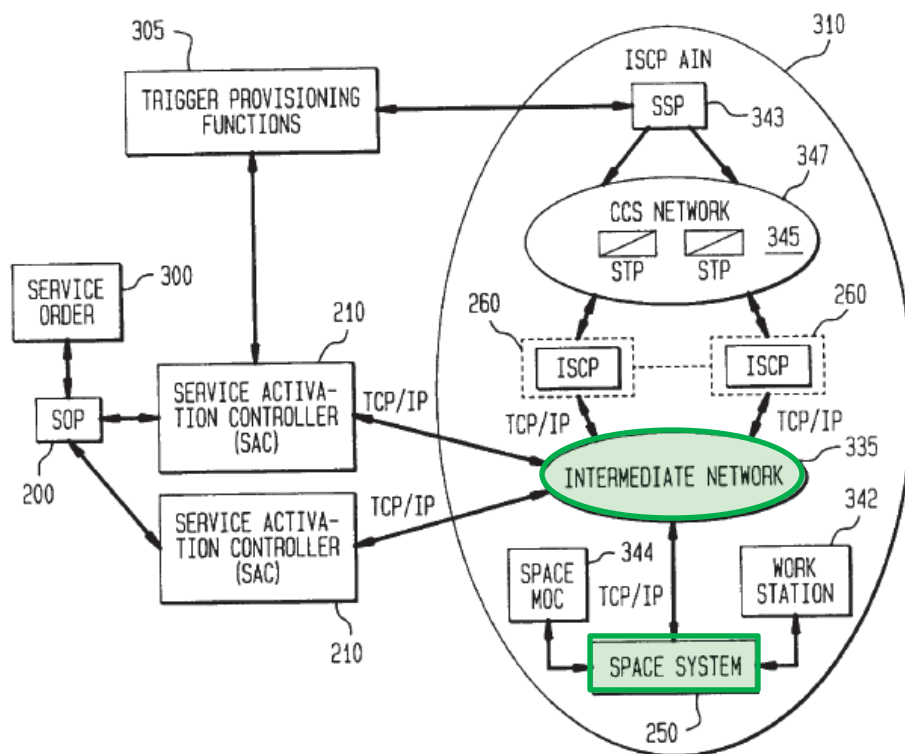 305
310
ISCP AIN
TRIGGER PROVISIONING
FUNCTIONS
SSP
343
347
CCS NETWORK
345
STP
STP
300
SERVICE
ORDER
210
260
260
ISCP
ISCP
SERVICE ACTIVA-
TION CONTROLLER
(SAC)
TCP/IP
SOP
200
TCP/IP
TCP/IP
335
INTERMEDIATE NETWORK
SERVICE ACTIVA-
TION CONTROLLER
(SAC)
TCP/IP
210
344
342
SPACE
MOC
TCP/IP
WORK
STATION
SPACE SYSTEM
250